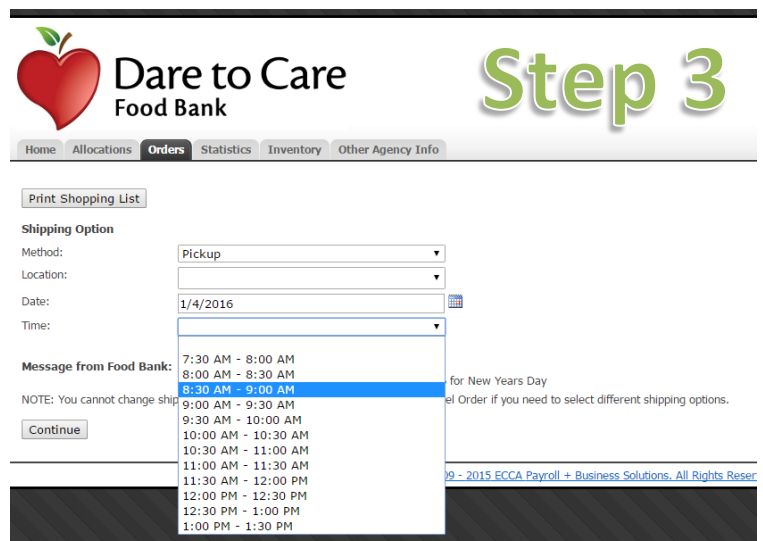 Dare to Care
Food Bank
Step 3
Home Allocations Orders Statistics Inventory Other Agency Info
Print Shopping List
Shipping Option
Method: Pickup
Location:
Date: 1/4/2016
Time:
7:30 AM - 8:00 AM
Message from Food Bank:
8:00 AM - 8:30 AM
for New Years Day
8:30 AM - 9:00 AM
NOTE: You cannot change ship
el Order if you need to select different shipping options.
9:00 AM - 9:30 AM
9:30 AM - 10:00 AM
Continue
10:00 AM - 10:30 AM
10:30 AM - 11:00 AM
11:00 AM - 11:30 AM
09 - 2015 ECCA Payroll + Business Solutions. All Rights Reser
11:30 AM - 12:00 PM
12:00 PM - 12:30 PM
12:30 PM - 1:00 PM
1:00 PM - 1:30 PM